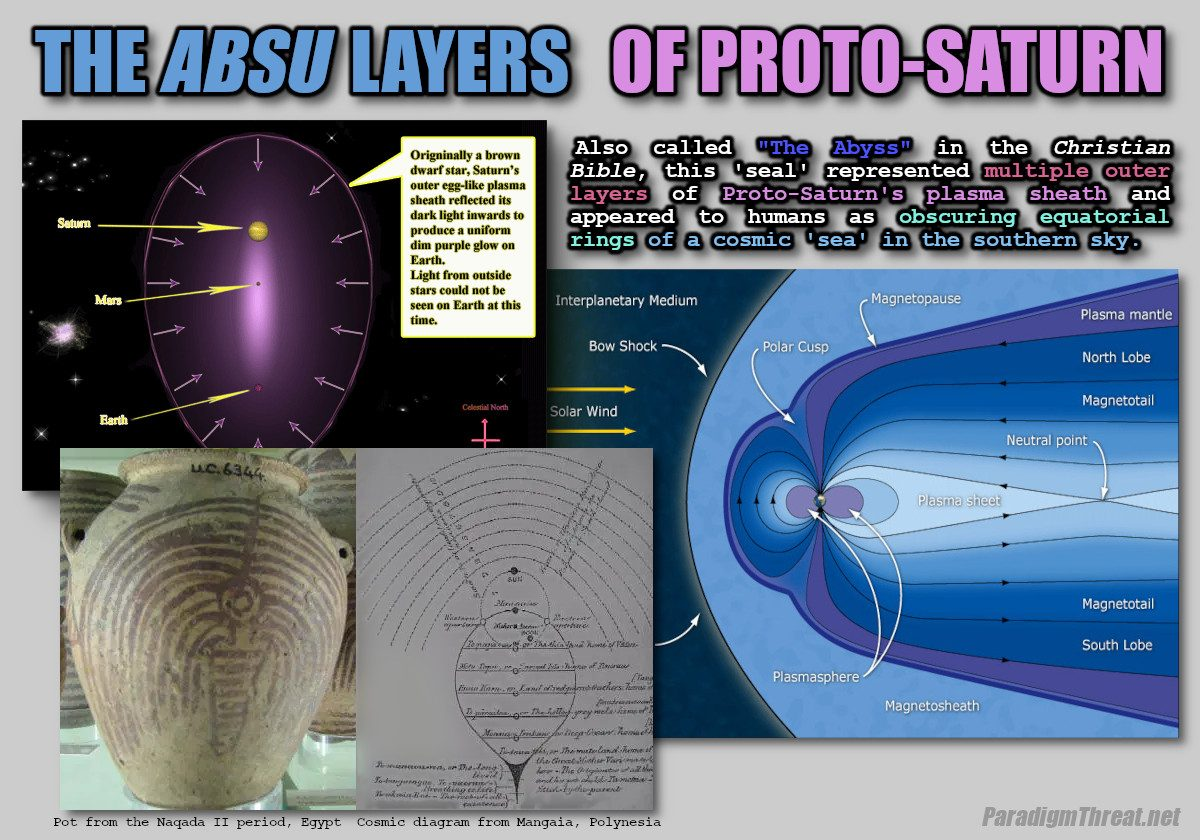 THE ABSU LAYERS OF PROTO-SATURN
Also called "The Abyss" in the Christian
Bible, this 'seal' represented multiple outer
layers of Proto-Saturn's plasma sheath and
appeared to humans as obscuring equatorial
rings of a cosmic 'sea' in the southern sky.
Origninally a brown
dwarf star, Saturn's
outer egg-like plasma
sheath reflected its
dark light inwards to
produce a uniform
dim purple glow on
Earth.
Light from outside
stars could not be
seen on Earth at this
time.
Saturn
Mars
Earth
Celestial North
Interplanetary Medium
Bow Shock
Solar Wind
Magnetopause
Polar Cusp
Plasma mantle
North Lobe
Magnetotail
Neutral point
Plasma sheet
Magnetotail
South Lobe
Plasmasphere
Magnetosheath
U.C. 6344.
SUN
Pot from the Naqada II period, Egypt
Cosmic diagram from Mangaia, Polynesia
ParadigmThreat.net